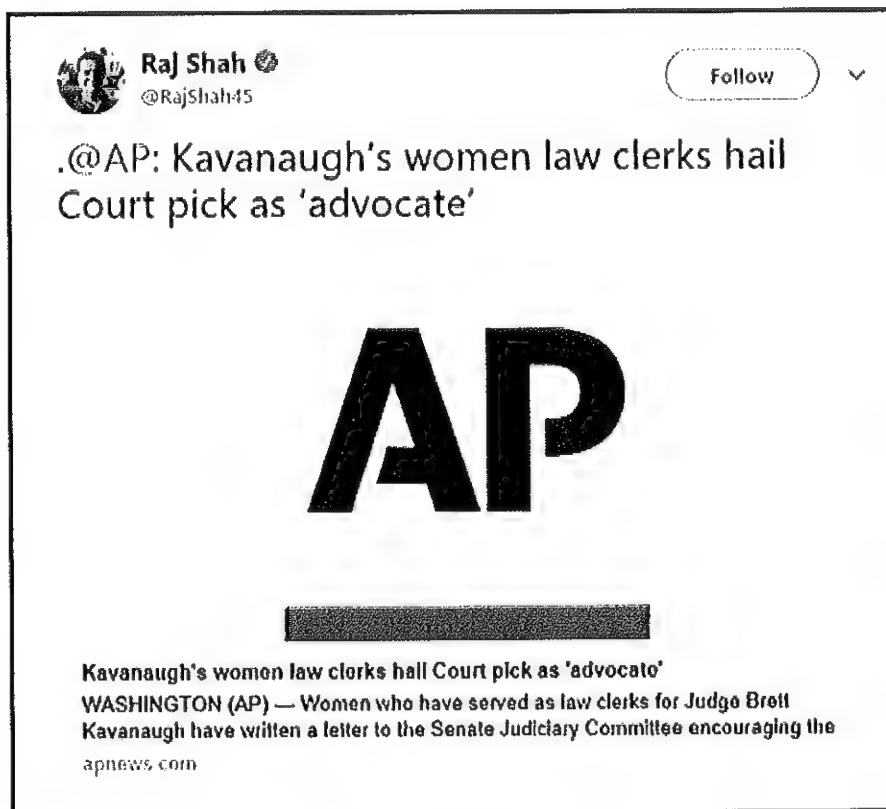 Raj Shah
@RajShah45
Follow
.@AP: Kavanaugh's women law clerks hail
Court pick as 'advocate'
AP
Kavanaugh's women law clerks hail Court pick as 'advocate'
WASHINGTON (AP) — Women who have served as law clerks for Judge Brett
Kavanaugh have written a letter to the Senate Judiciary Committee encouraging the
apnews.com